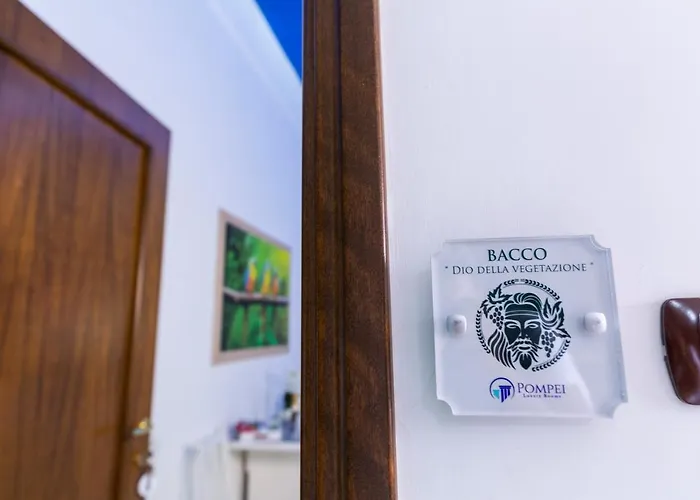 BACCO
" DIO DELLA VEGETAZIONE "
POMPEI
LUXURY ROOMS